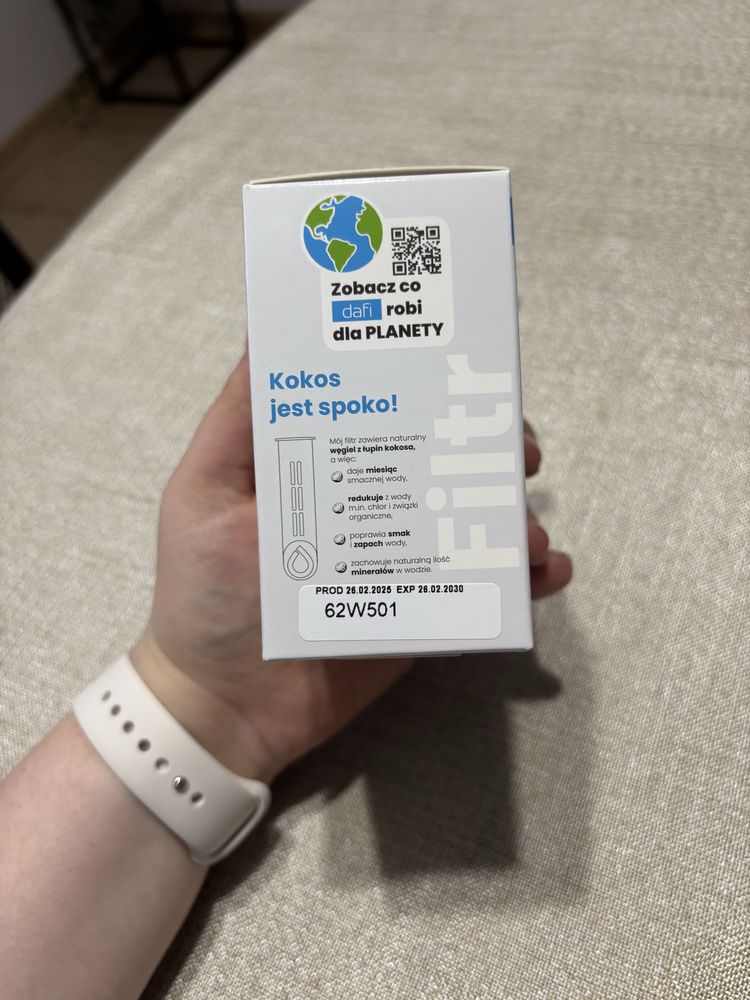 Zobacz co
dafi robi
dla PLANETY
Kokos
jest spoko!
Mój filtr zawiera naturalny
węgiel z łupin kokosa,
a więc:
daje miesiąc
smacznej wody,
redukuje z wody
m.in. chlor i związki
organiczne,
poprawia smak
i zapach wody,
zachowuje naturalną ilość
minerałów w wodzie.
Filtr
PROD 26.02.2025 EXP 26.02.2030
62W501